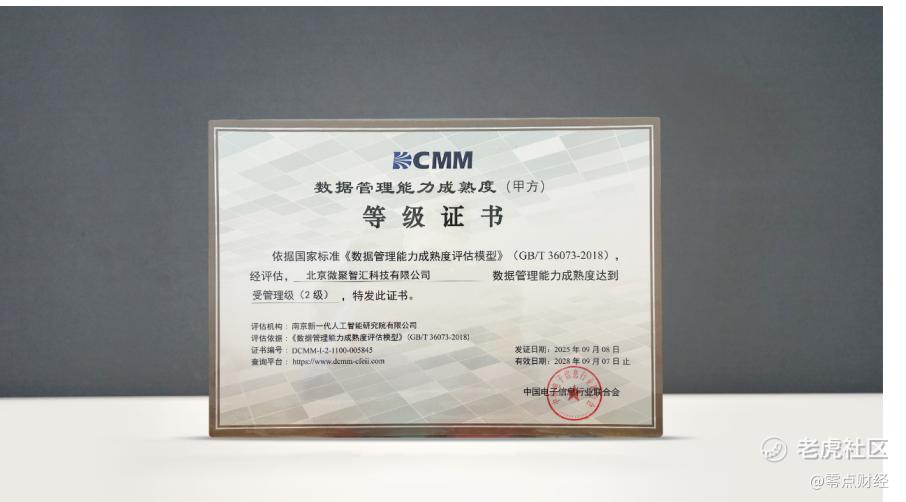 DCMM
数据管理能力成熟度（甲方）
等级证书
依据国家标准《数据管理能力成熟度评估模型》（GB/T 36073-2018），
经评估，北京微聚智汇科技有限公司 数据管理能力成熟度达到
受管理级（2 级），特发此证书。
评估机构：南京新一代人工智能研究院有限公司
评估依据：《数据管理能力成熟度评估模型》（GB/T 36073-2018）
证书编号：DCMM-I-2-1100-005845
查询平台：https://www.dcmm-cfeii.com
发证日期：2025 年 09 月 08 日
有效日期：2028 年 09 月 07 日 止
中国电子信息行业联合会
老虎社区
@零点财经